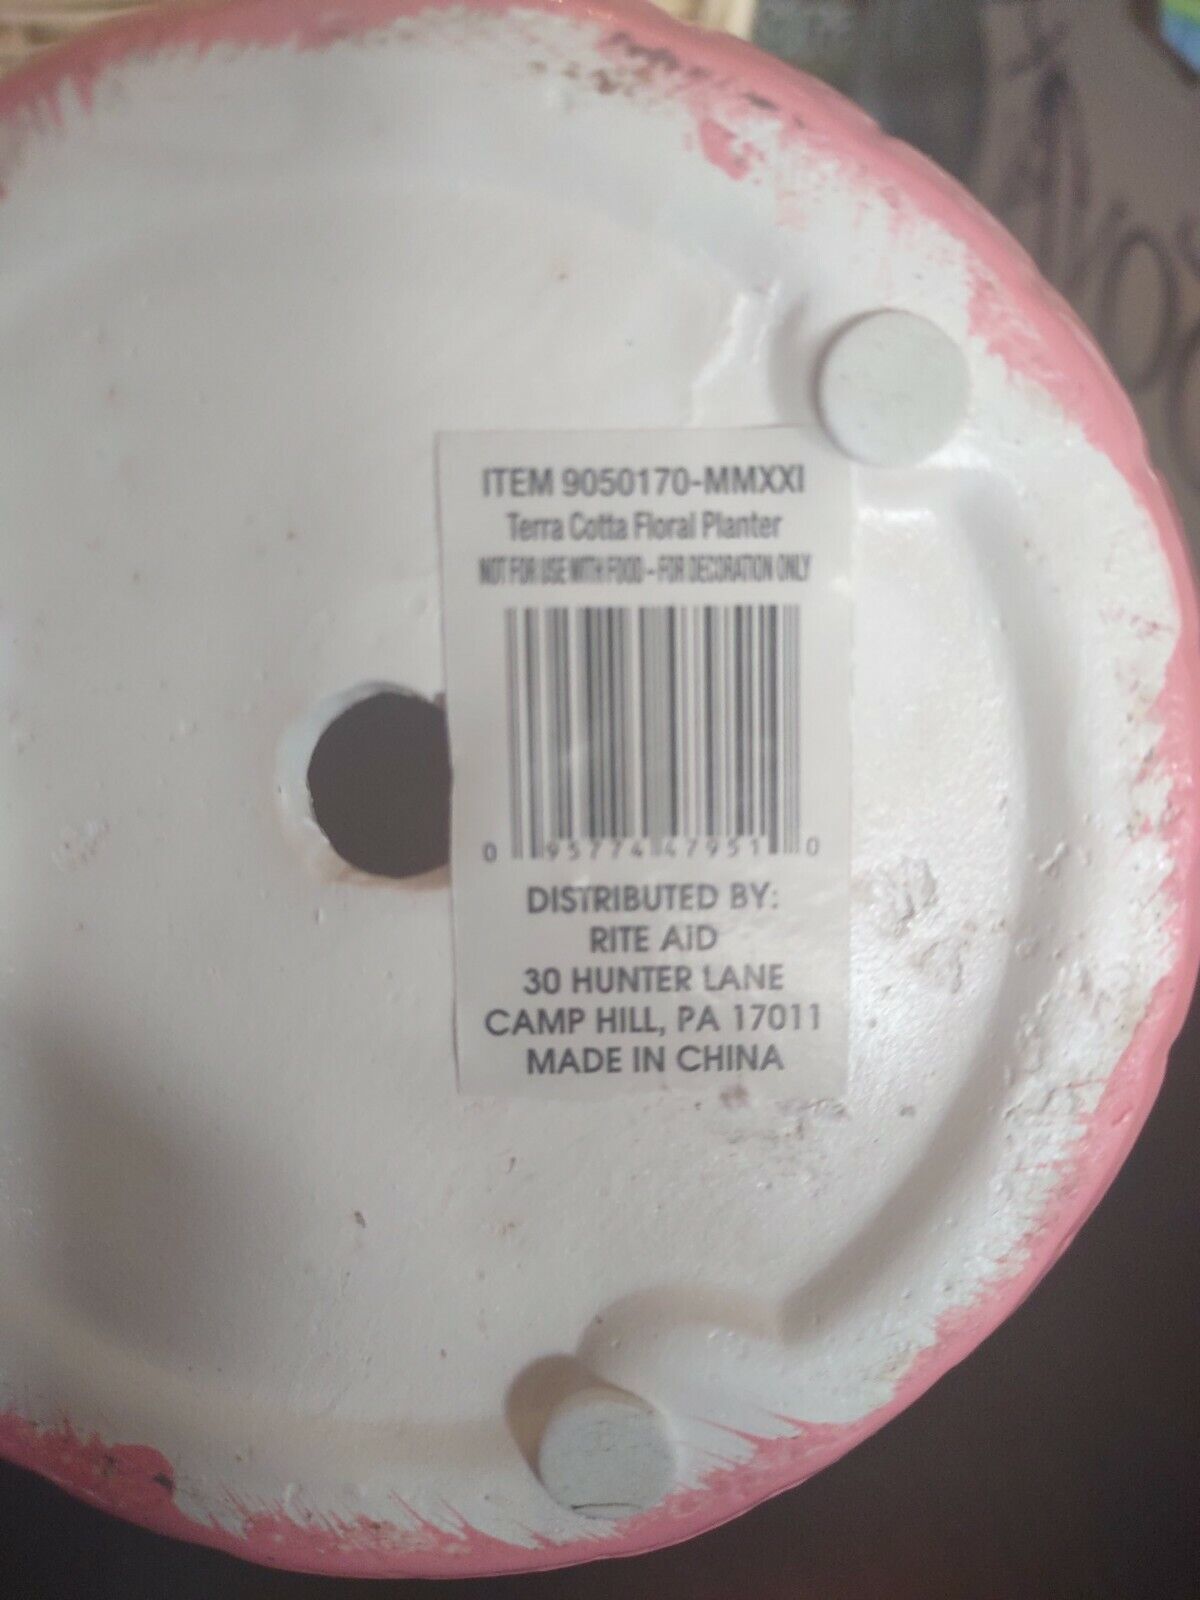 ITEM 9050170-MMXXI
Terra Cotta Floral Planter
NOT FOR USE WITH FOOD - FOR DECORATION ONLY
0 95774 47951 0
DISTRIBUTED BY:
RITE AID
30 HUNTER LANE
CAMP HILL, PA 17011
MADE IN CHINA